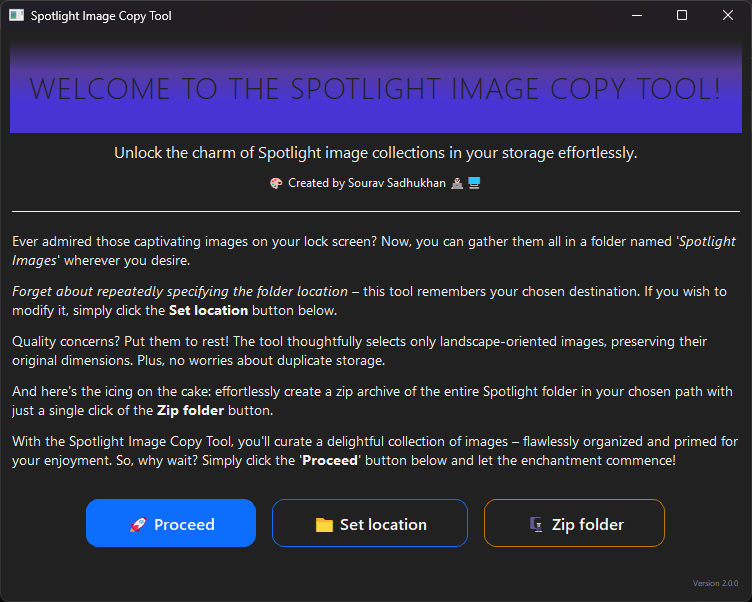 Spotlight Image Copy Tool
WELCOME TO THE SPOTLIGHT IMAGE COPY TOOL!
Unlock the charm of Spotlight image collections in your storage effortlessly.
🎨 Created by Sourav Sadhukhan 👨‍💻
Ever admired those captivating images on your lock screen? Now, you can gather them all in a folder named 'Spotlight
Images' wherever you desire.
Forget about repeatedly specifying the folder location – this tool remembers your chosen destination. If you wish to
modify it, simply click the Set location button below.
Quality concerns? Put them to rest! The tool thoughtfully selects only landscape-oriented images, preserving their
original dimensions. Plus, no worries about duplicate storage.
And here's the icing on the cake: effortlessly create a zip archive of the entire Spotlight folder in your chosen path with
just a single click of the Zip folder button.
With the Spotlight Image Copy Tool, you'll curate a delightful collection of images – flawlessly organized and primed for
your enjoyment. So, why wait? Simply click the 'Proceed' button below and let the enchantment commence!
🚀 Proceed
📁 Set location
🗜️ Zip folder
Version 2.0.0